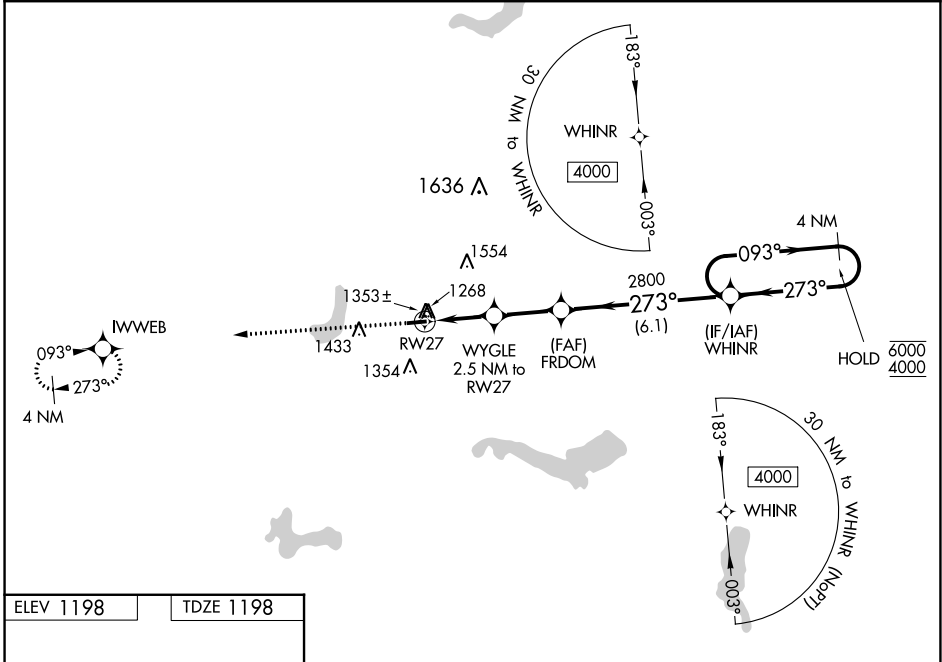 183°
30 NM to WHINR
WHINR
4000
003°
1636
1554
4 NM
093°
2800
273°
273°
(6.1)
1353±
1268
IWWEB
093°
273°
4 NM
1433
RW27
1354
WYGLE
2.5 NM to
RW27
(FAF)
FRDOM
(IF/IAF)
WHINR
HOLD
6000
4000
183°
30 NM to WHINR (NoPT)
4000
WHINR
003°
ELEV 1198
TDZE 1198